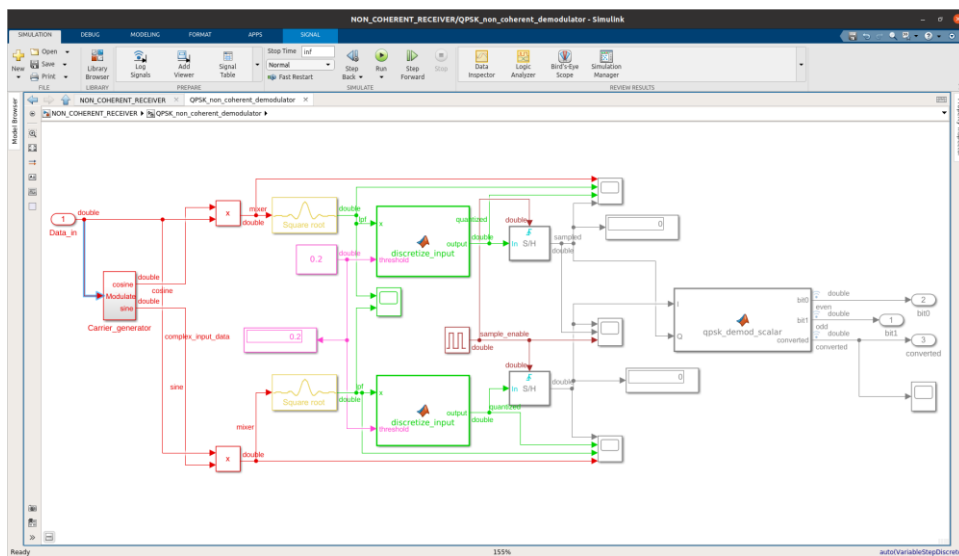 NON_COHERENT_RECEIVER/QPSK_non_coherent_demodulator - Simulink
SIMULATION DEBUG MODELING FORMAT APPS SIGNAL
New
Open
Save
Print
FILE
Library Browser
LIBRARY
Log Signals
Add Viewer
Signal Table
PREPARE
Stop Time inf
Normal
Fast Restart
Step Back
Run
Step Forward
Stop
SIMULATE
Data Inspector
Logic Analyzer
Bird's-Eye Scope
Simulation Manager
REVIEW RESULTS
Model Browser
NON_COHERENT_RECEIVER QPSK_non_coherent_demodulator
NON_COHERENT_RECEIVER QPSK_non_coherent_demodulator
1
double
Data_in
x
mixer
double
Square root
double
lpf
x
threshold
output
discretize_input
quantized
double
double
In
S/H
sampled
double
0
0.2
double
cosine
Modulate
sine
Carrier_generator
double
cosine
double
complex_input_data
sine
0.2
sample_enable
double
I
Q
qpsk_demod_scalar
bit0
bit1
converted
double
even
double
odd
double
converted
2
bit0
1
bit1
3
converted
double
In
S/H
double
0
Square root
lpf
double
x
threshold
output
discretize_input
quantized
double
mixer
x
double
Ready
155%
auto(VariableStepDiscrete